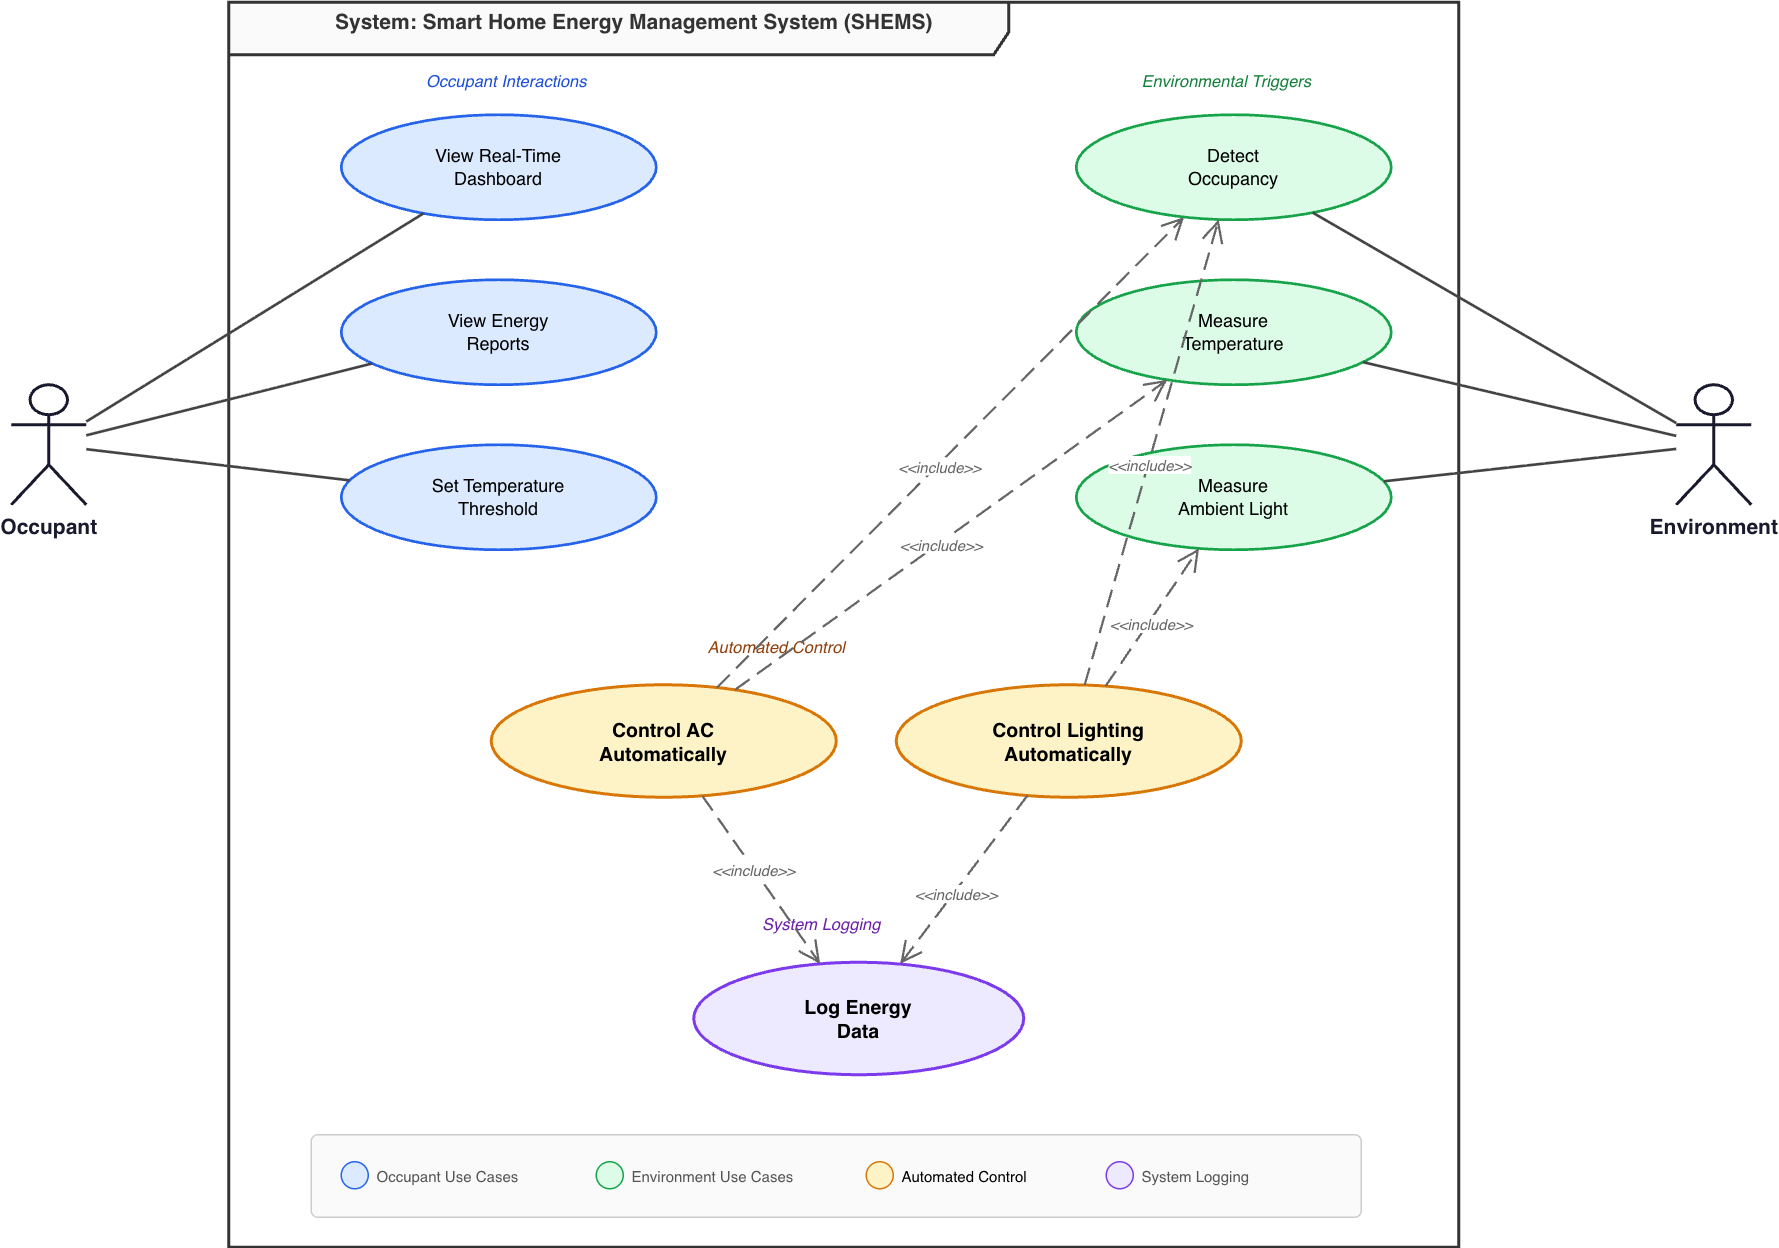 System: Smart Home Energy Management System (SHEMS)
Occupant Interactions
Environmental Triggers
View Real-Time
Dashboard
Detect
Occupancy
View Energy
Reports
Measure
Temperature
Set Temperature
Threshold
Measure
Ambient Light
Occupant
Environment
<<include>>
<<include>>
<<include>>
<<include>>
Automated Control
Control AC
Automatically
Control Lighting
Automatically
<<include>>
<<include>>
System Logging
Log Energy
Data
Occupant Use Cases
Environment Use Cases
Automated Control
System Logging